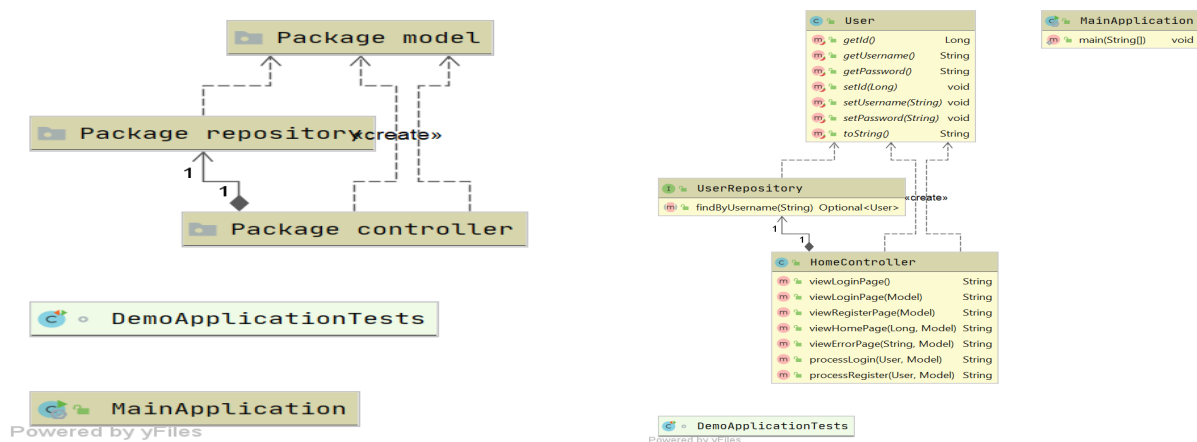 Package model
Package repository
«create»
1
1
Package controller
DemoApplicationTests
MainApplication
Powered by yFiles
User
getId() Long
getUsername() String
getPassword() String
setId(Long) void
setUsername(String) void
setPassword(String) void
toString() String
MainApplication
main(String[]) void
UserRepository
findByUsername(String) Optional<User>
«create»
1
1
HomeController
viewLoginPage() String
viewLoginPage(Model) String
viewRegisterPage(Model) String
viewHomePage(Long, Model) String
viewErrorPage(String, Model) String
processLogin(User, Model) String
processRegister(User, Model) String
DemoApplicationTests
Powered by yFiles